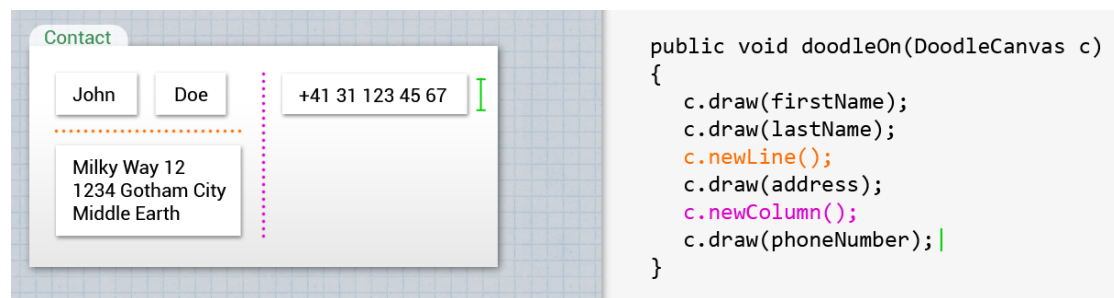 Contact
John
Doe
+41 31 123 45 67
Milky Way 12
1234 Gotham City
Middle Earth
public void doodleOn(DoodleCanvas c)
{
c.draw(firstName);
c.draw(lastName);
c.newLine();
c.draw(address);
c.newColumn();
c.draw(phoneNumber);
}